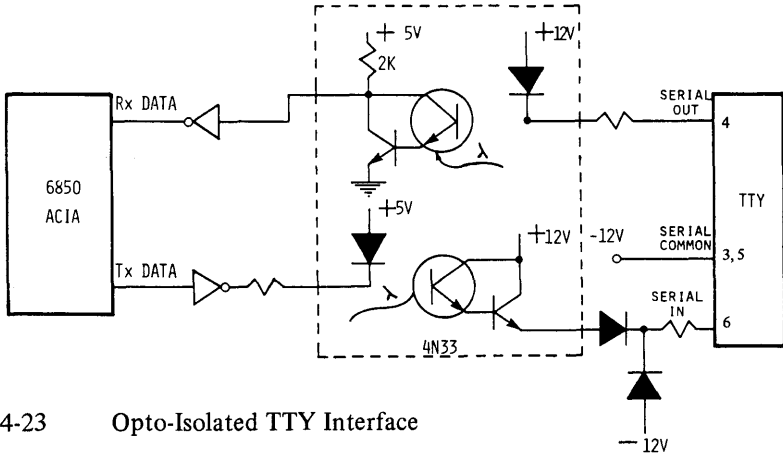 + 5V
+12V
2K
Rx DATA
SERIAL
OUT
4
λ
6850
ACIA
TTY
+5V
+12V
-12V
SERIAL
COMMON
3,5
Tx DATA
λ
SERIAL
IN
6
4N33
4-23 Opto-Isolated TTY Interface
- 12V